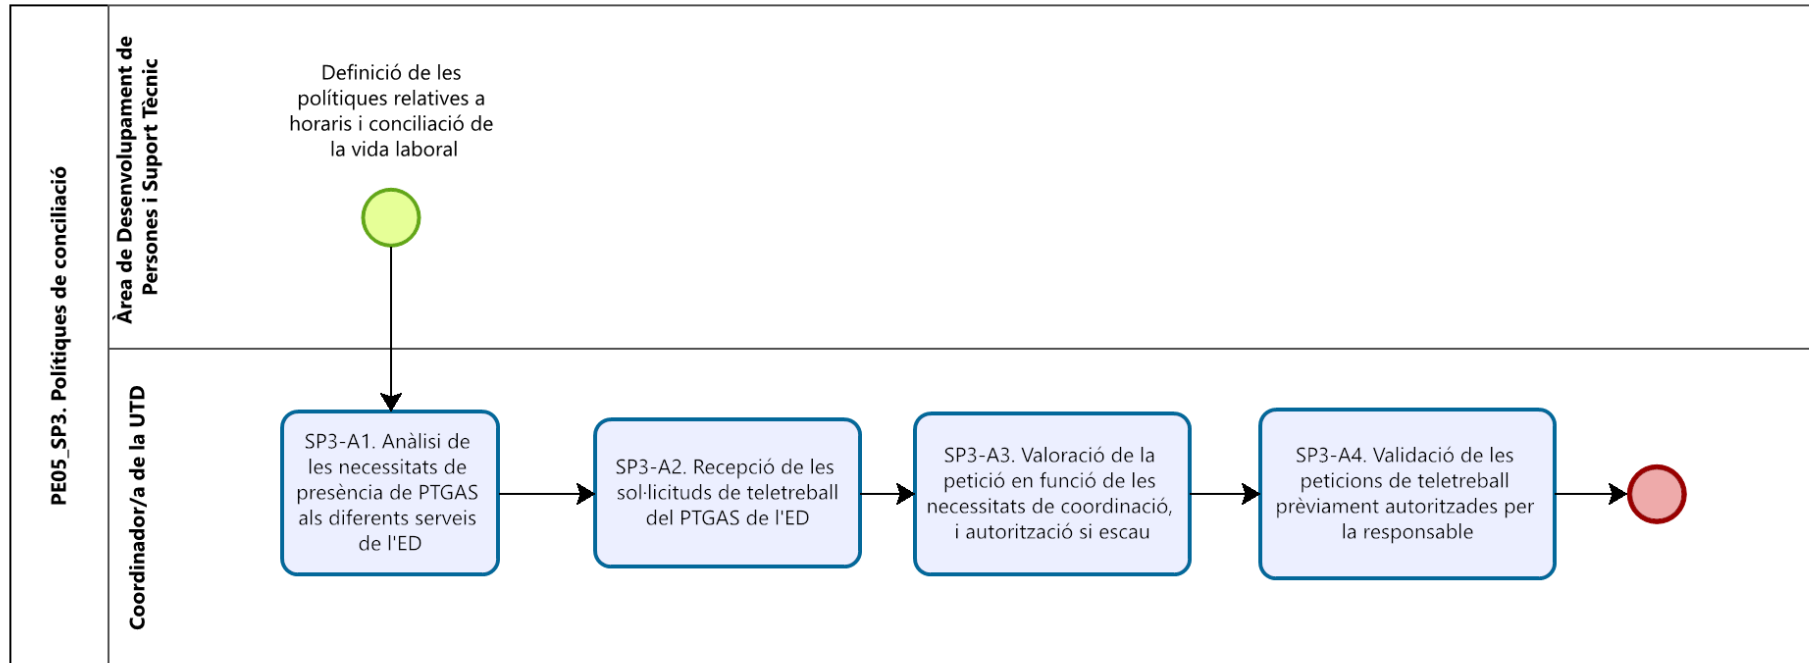 PE05_SP3. Polítiques de conciliació
Àrea de Desenvolupament de
Persones i Suport Tècnic
Definició de les
polítiques relatives a
horaris i conciliació de
la vida laboral
Coordinador/a de la UTD
SP3-A1. Anàlisi de
les necessitats de
presència de PTGAS
als diferents serveis
de l'ED
SP3-A2. Recepció de les
sol·licituds de teletreball
del PTGAS de l'ED
SP3-A3. Valoració de la
petició en funció de les
necessitats de coordinació,
i autorització si escau
SP3-A4. Validació de les
peticions de teletreball
prèviament autoritzades per
la responsable